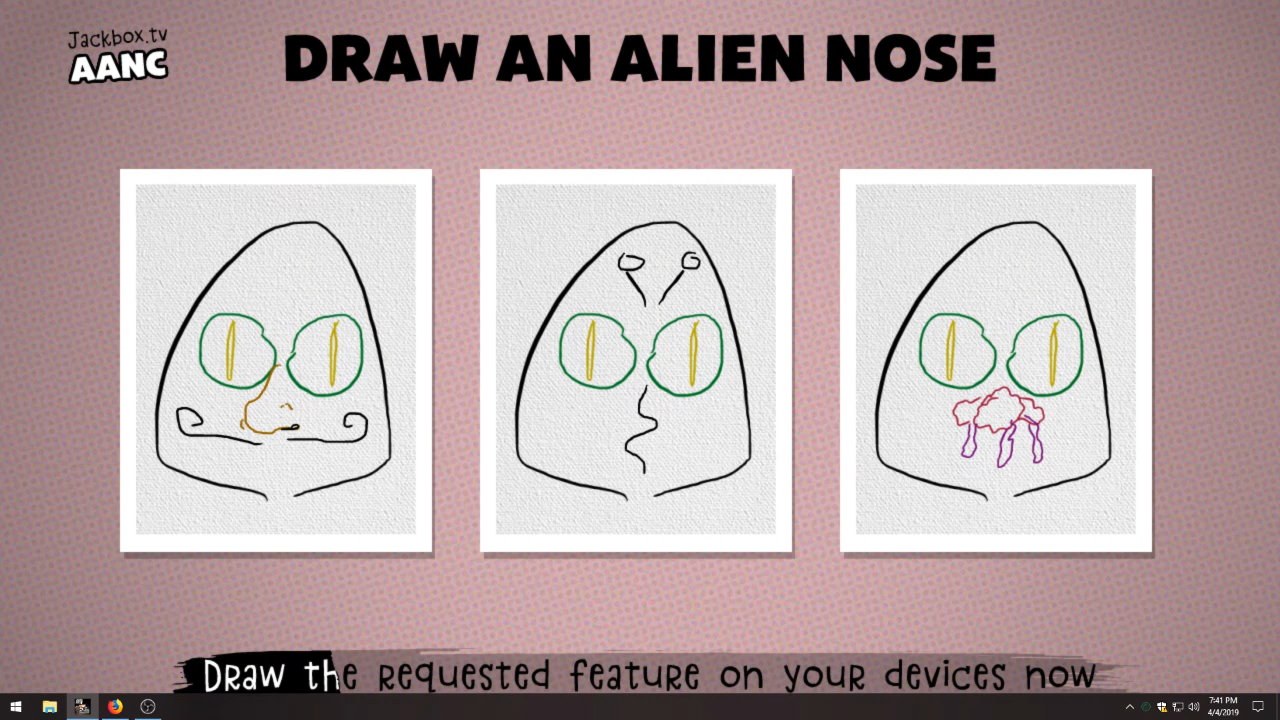 Jackbox.tv
AANC
DRAW AN ALIEN NOSE
Draw the requested feature on your devices now
7:41 PM
4/4/2019